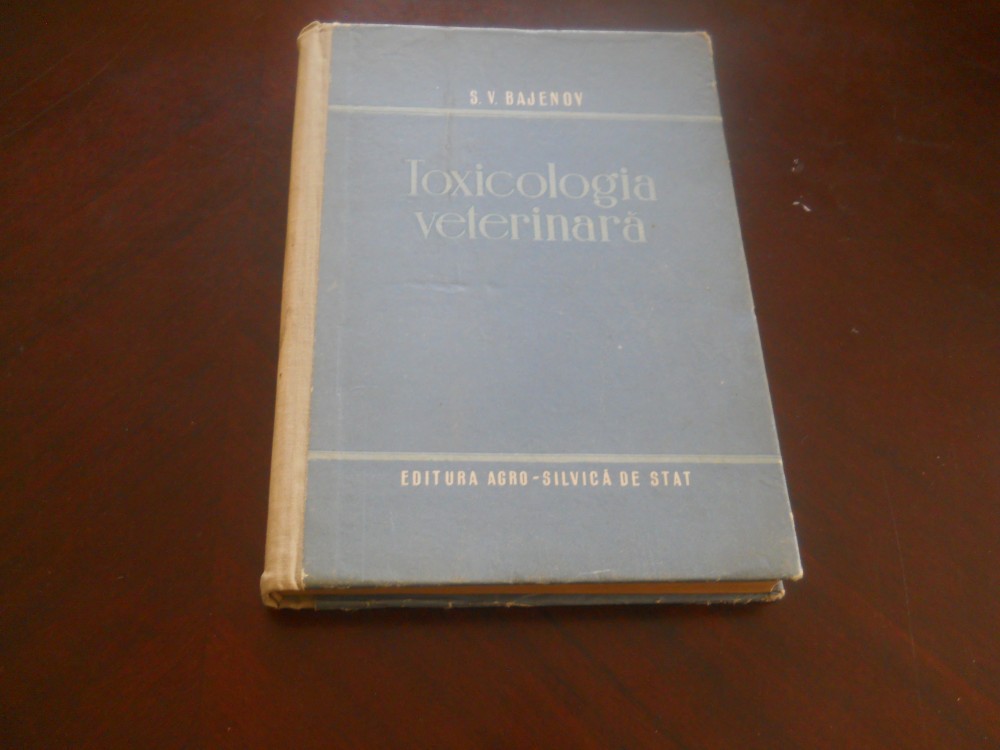 S. V. BAJENOV
Toxicologia
veterinară
EDITURA AGRO-SILVICĂ DE STAT